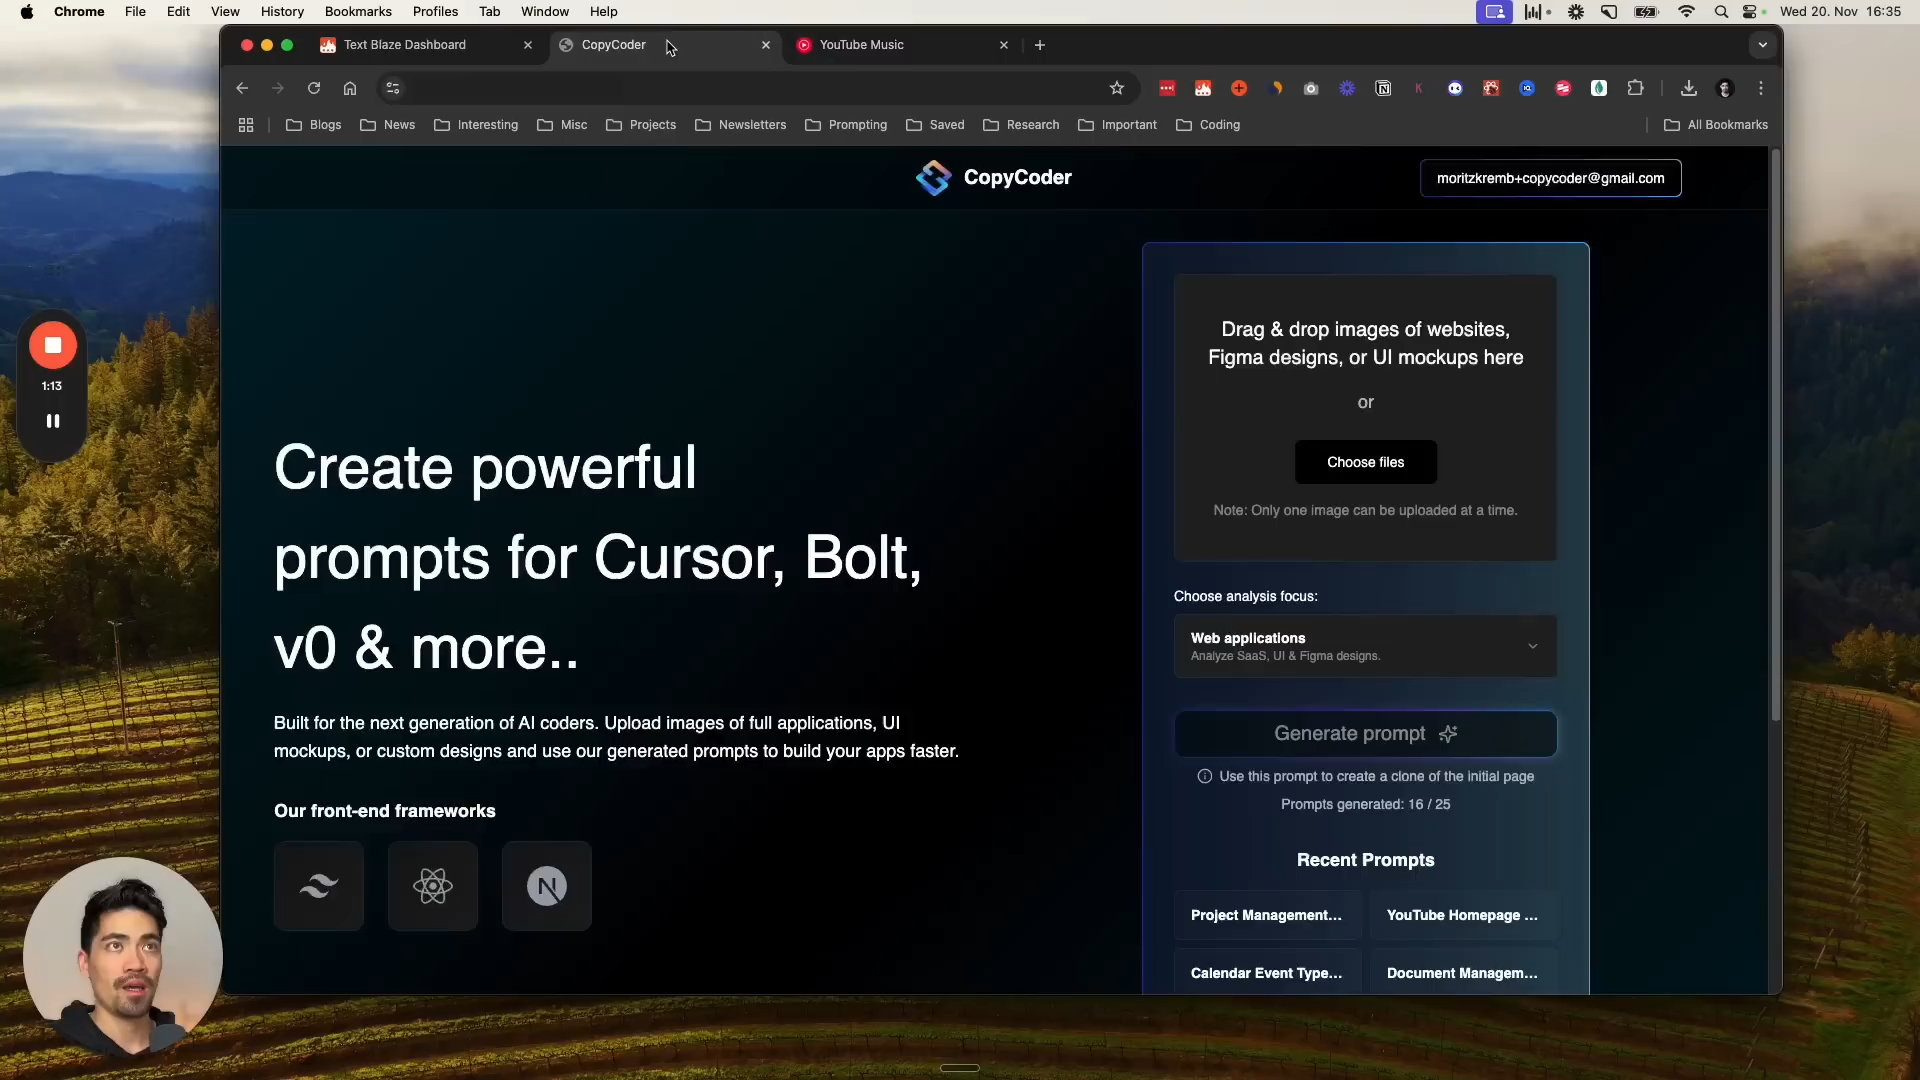 Chrome File Edit View History Bookmarks Profiles Tab Window Help
Wed 20. Nov 16:35
Text Blaze Dashboard
CopyCoder
YouTube Music
Blogs
News
Interesting
Misc
Projects
Newsletters
Prompting
Saved
Research
Important
Coding
All Bookmarks
CopyCoder
moritzkremb+copycoder@gmail.com
1:13
Create powerful
prompts for Cursor, Bolt,
v0 & more..
Built for the next generation of AI coders. Upload images of full applications, UI
mockups, or custom designs and use our generated prompts to build your apps faster.
Our front-end frameworks
N
Drag & drop images of websites,
Figma designs, or UI mockups here
or
Choose files
Note: Only one image can be uploaded at a time.
Choose analysis focus:
Web applications
Analyze SaaS, UI & Figma designs.
Generate prompt
Use this prompt to create a clone of the initial page
Prompts generated: 16 / 25
Recent Prompts
Project Management...
YouTube Homepage ...
Calendar Event Type...
Document Managem...